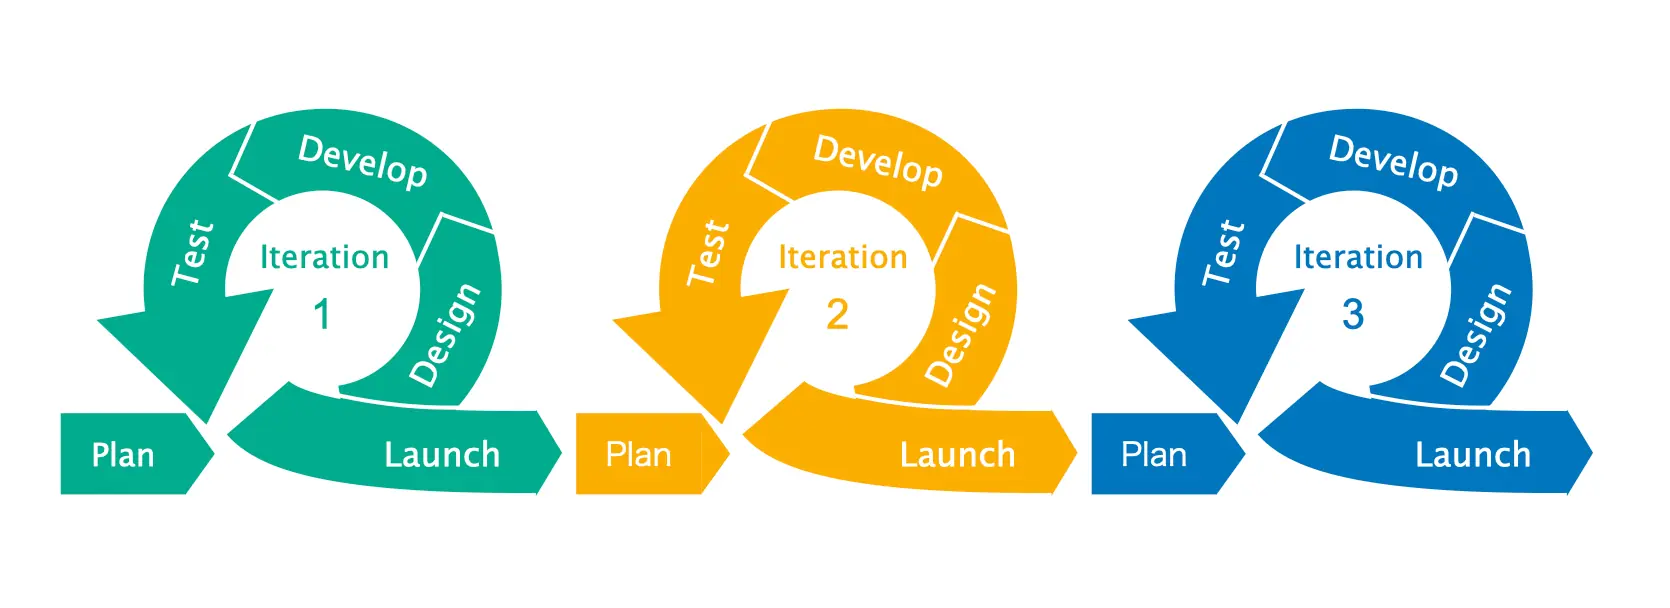 Plan
Design
Develop
Test
Launch
Iteration
1
Plan
Design
Develop
Test
Launch
Iteration
2
Plan
Design
Develop
Test
Launch
Iteration
3